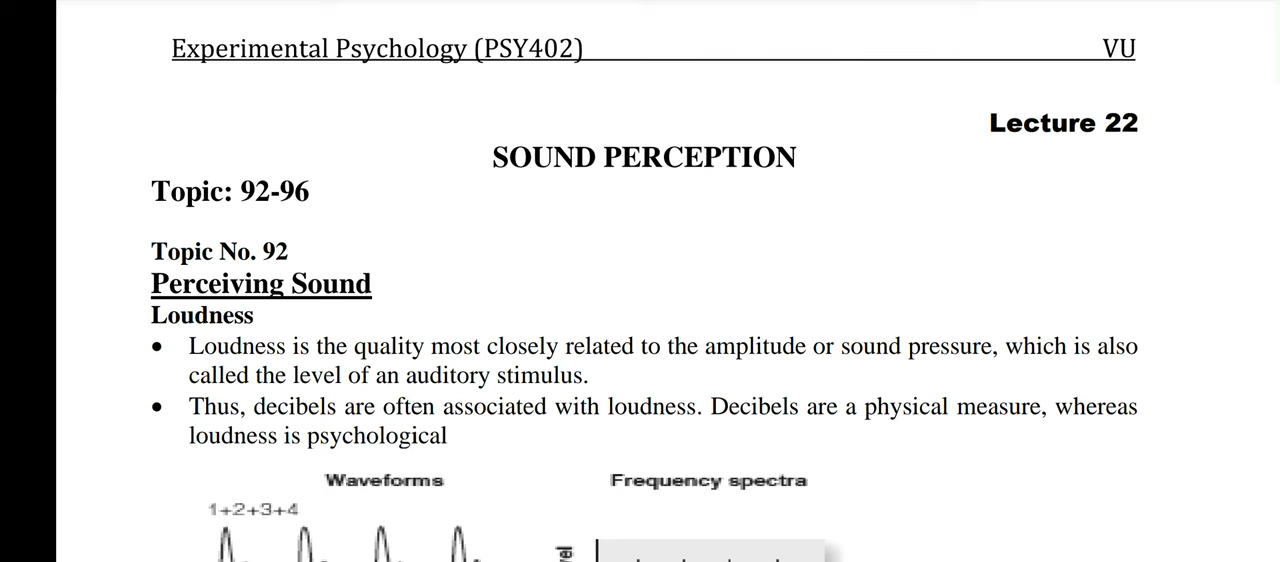 Experimental Psychology (PSY402) VU
Lecture 22
SOUND PERCEPTION
Topic: 92-96
Topic No. 92
Perceiving Sound
Loudness
• Loudness is the quality most closely related to the amplitude or sound pressure, which is also
called the level of an auditory stimulus.
• Thus, decibels are often associated with loudness. Decibels are a physical measure, whereas
loudness is psychological
Waveforms Frequency spectra
1+2+3+4